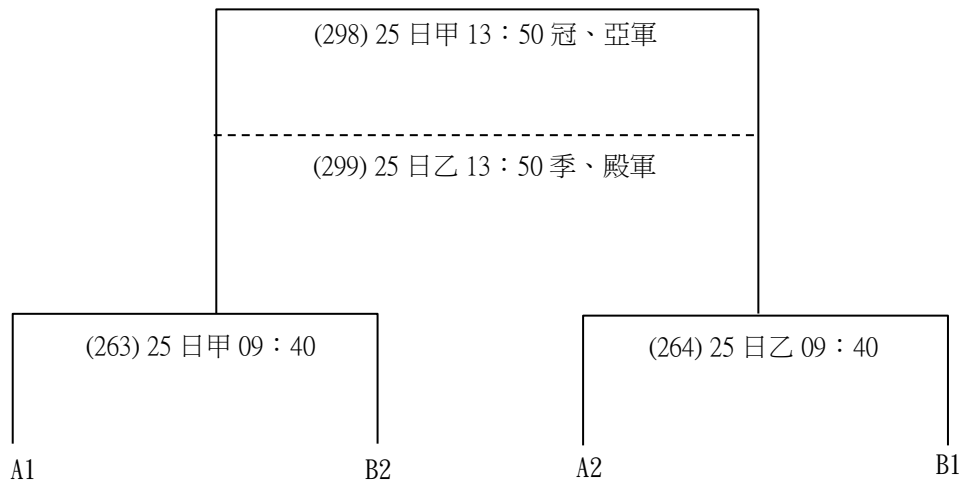 (298) 25 日甲 13：50 冠、亞軍
(299) 25 日乙 13：50 季、殿軍
(263) 25 日甲 09：40
(264) 25 日乙 09：40
A1
B2
A2
B1